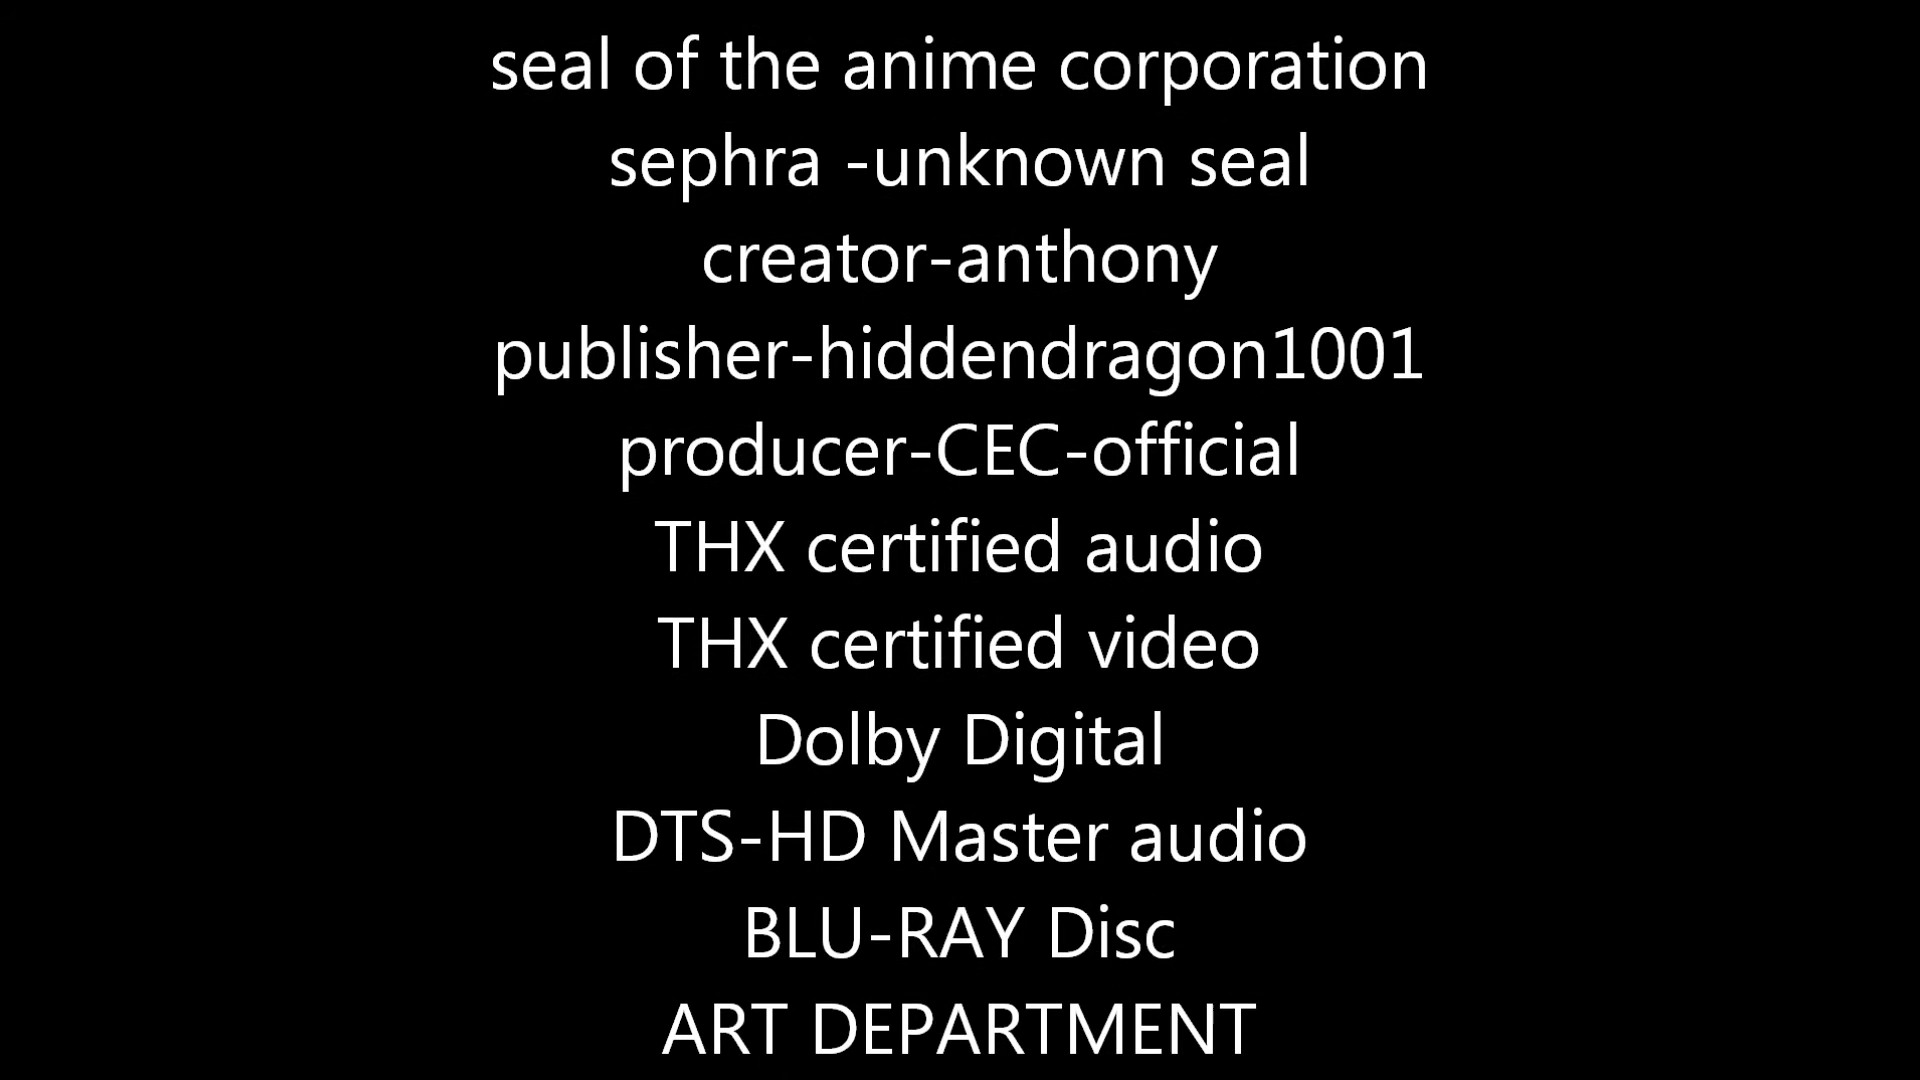 seal of the anime corporation
sephra -unknown seal
creator-anthony
publisher-hiddendragon1001
producer-CEC-official
THX certified audio
THX certified video
Dolby Digital
DTS-HD Master audio
BLU-RAY Disc
ART DEPARTMENT